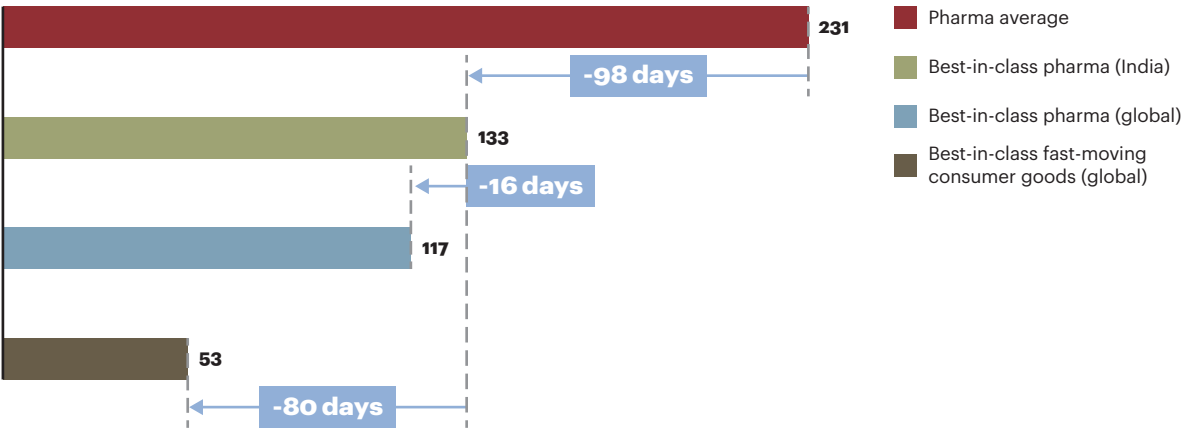 231
-98 days
133
-16 days
117
53
-80 days
Pharma average
Best-in-class pharma (India)
Best-in-class pharma (global)
Best-in-class fast-moving
consumer goods (global)